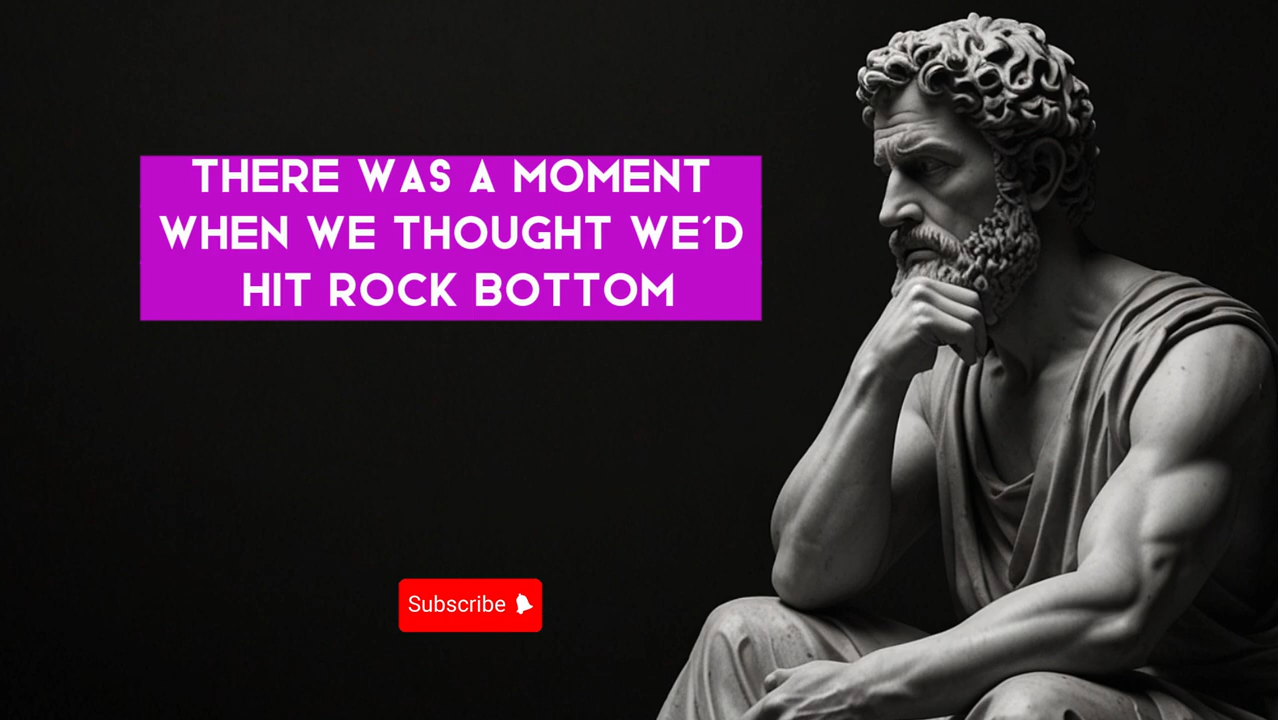 THERE WAS A MOMENT
WHEN WE THOUGHT WE´D
HIT ROCK BOTTOM
Subscribe